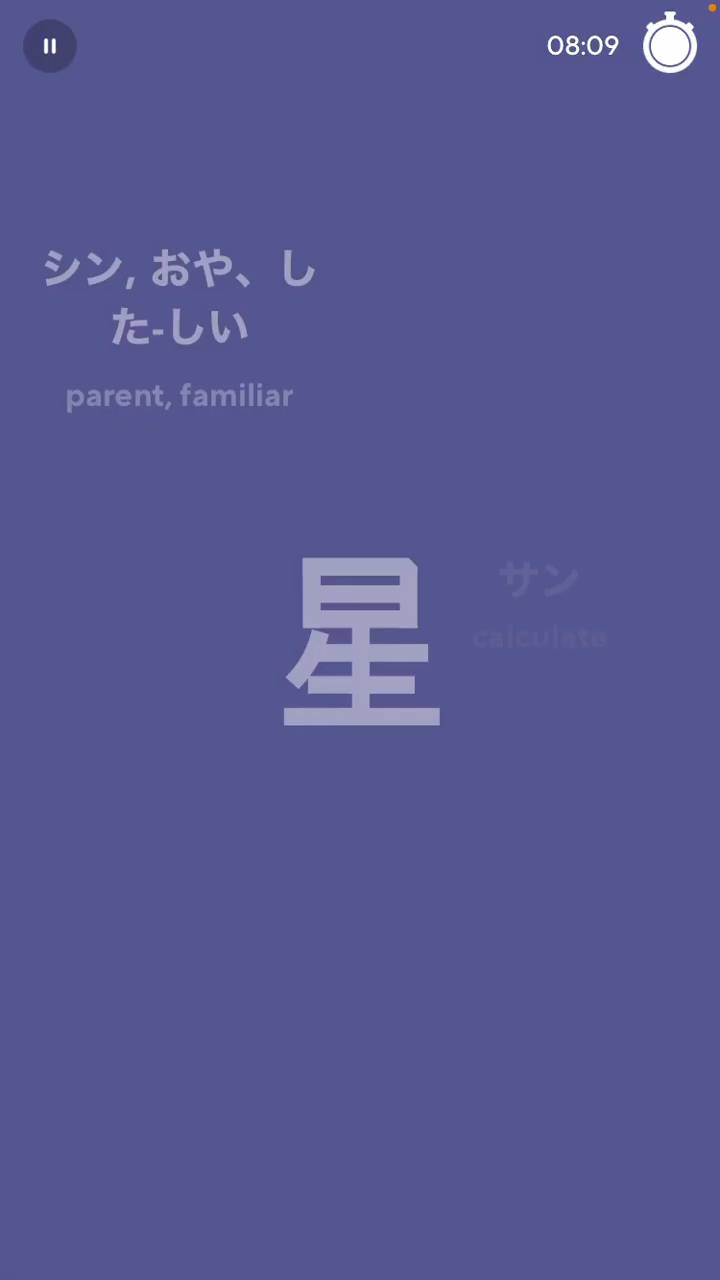 08:09
シン, おや、し
た-しい
parent, familiar
サン
calculate
星